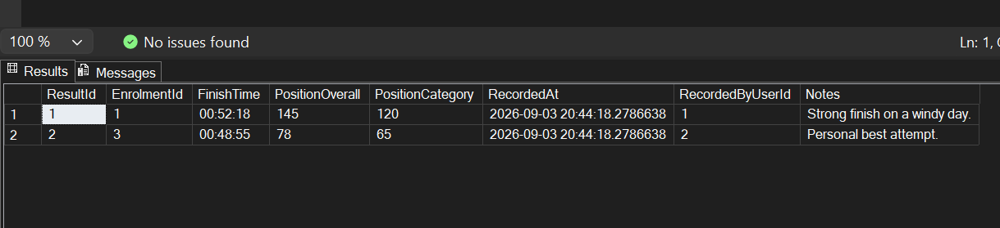 100 %
No issues found
Ln: 1,
Results
Messages
ResultId EnrolmentId FinishTime PositionOverall PositionCategory RecordedAt RecordedByUserId Notes
1 1 1 00:52:18 145 120 2026-09-03 20:44:18.2786638 1 Strong finish on a windy day.
2 2 3 00:48:55 78 65 2026-09-03 20:44:18.2786638 2 Personal best attempt.